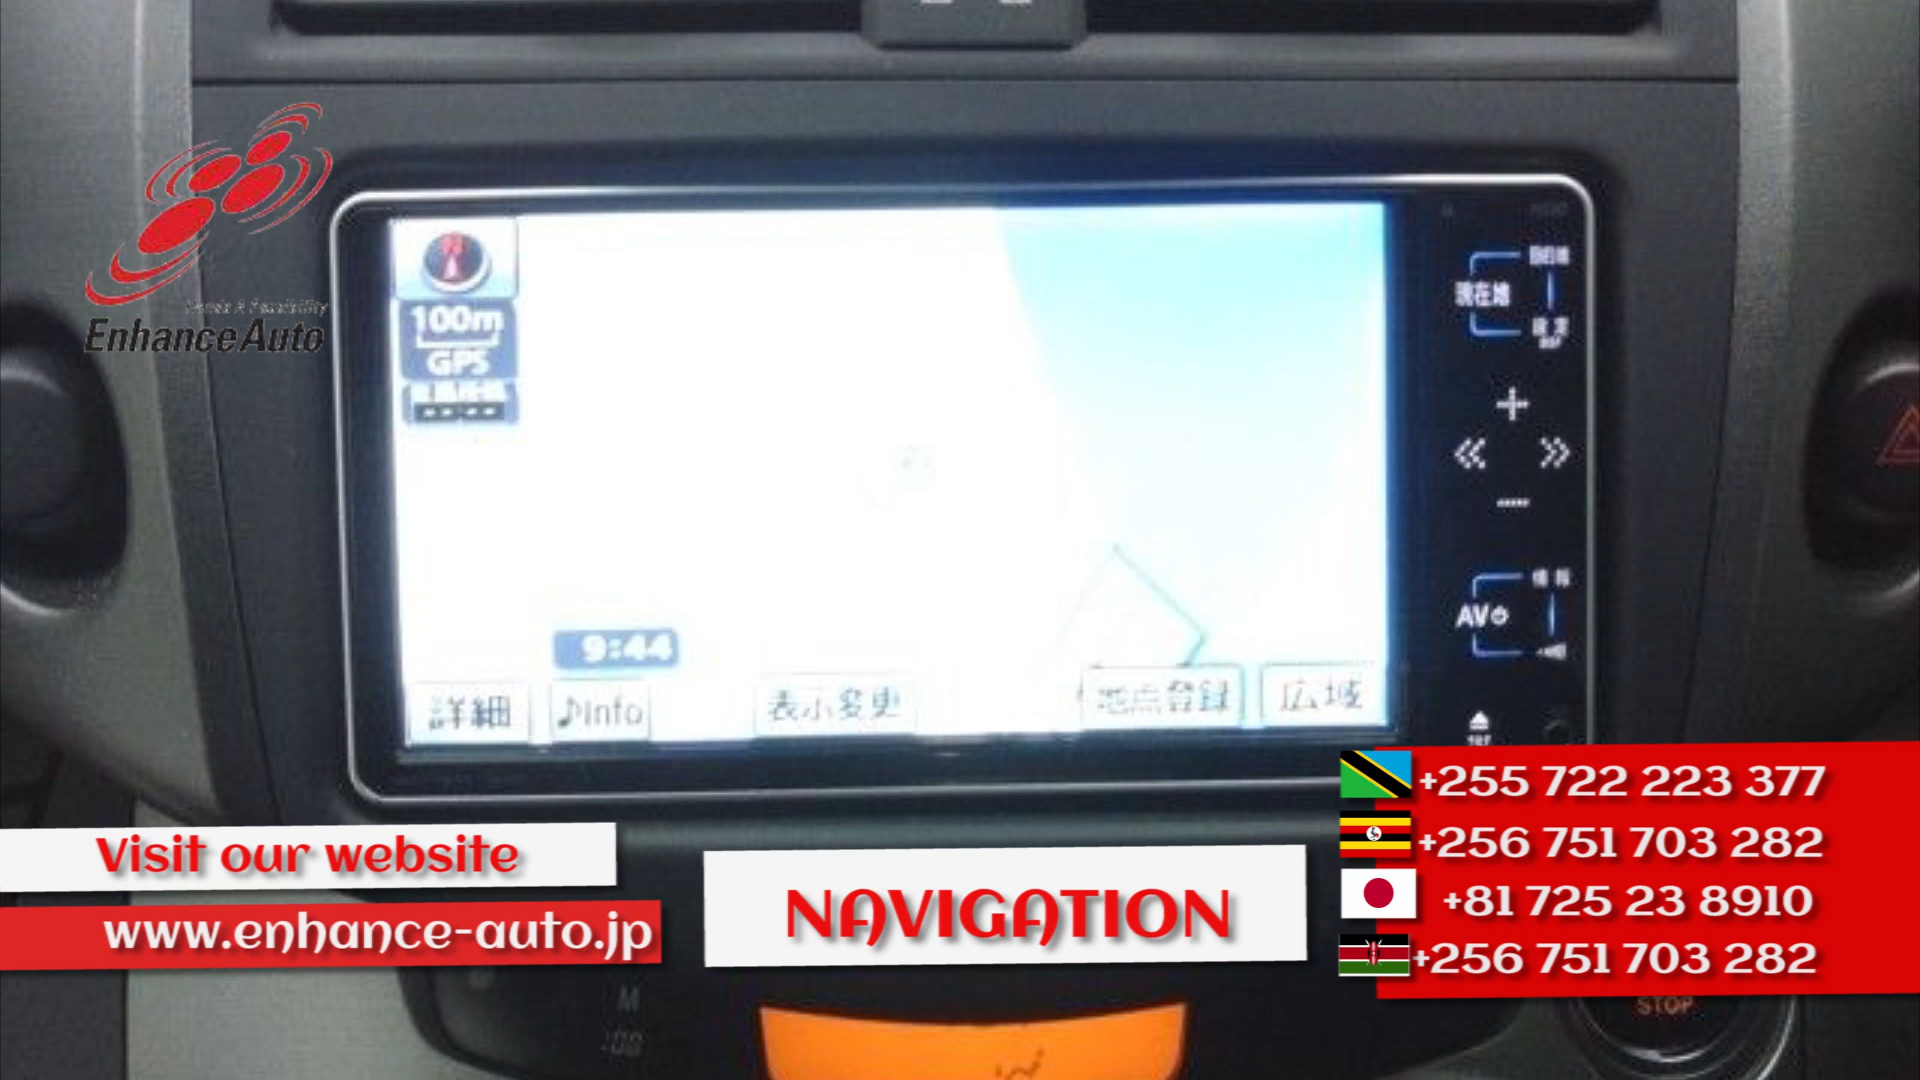 Enhance Auto
100m
GPS
9:44
詳細
♪Info
表示変更
地点登録
広域
現在地
AV
Visit our website
www.enhance-auto.jp
NAVIGATION
+255 722 223 377
+256 751 703 282
+81 725 23 8910
+256 751 703 282
STOP